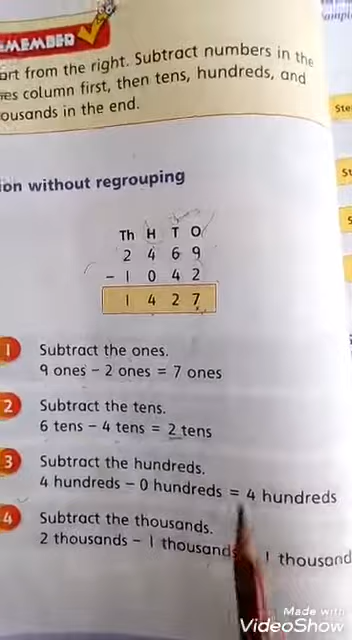 REMEMBER
art from the right. Subtract numbers in the
nes column first, then tens, hundreds, and
ousands in the end.
Ste
St
ion without regrouping
Th H T O
2 4 6 9
- 1 0 4 2
1 4 2 7
1 Subtract the ones.
9 ones - 2 ones = 7 ones
2 Subtract the tens.
6 tens - 4 tens = 2 tens
3 Subtract the hundreds.
4 hundreds - 0 hundreds = 4 hundreds
4 Subtract the thousands.
2 thousands - 1 thousands 1 thousand
Made with
VideoShow